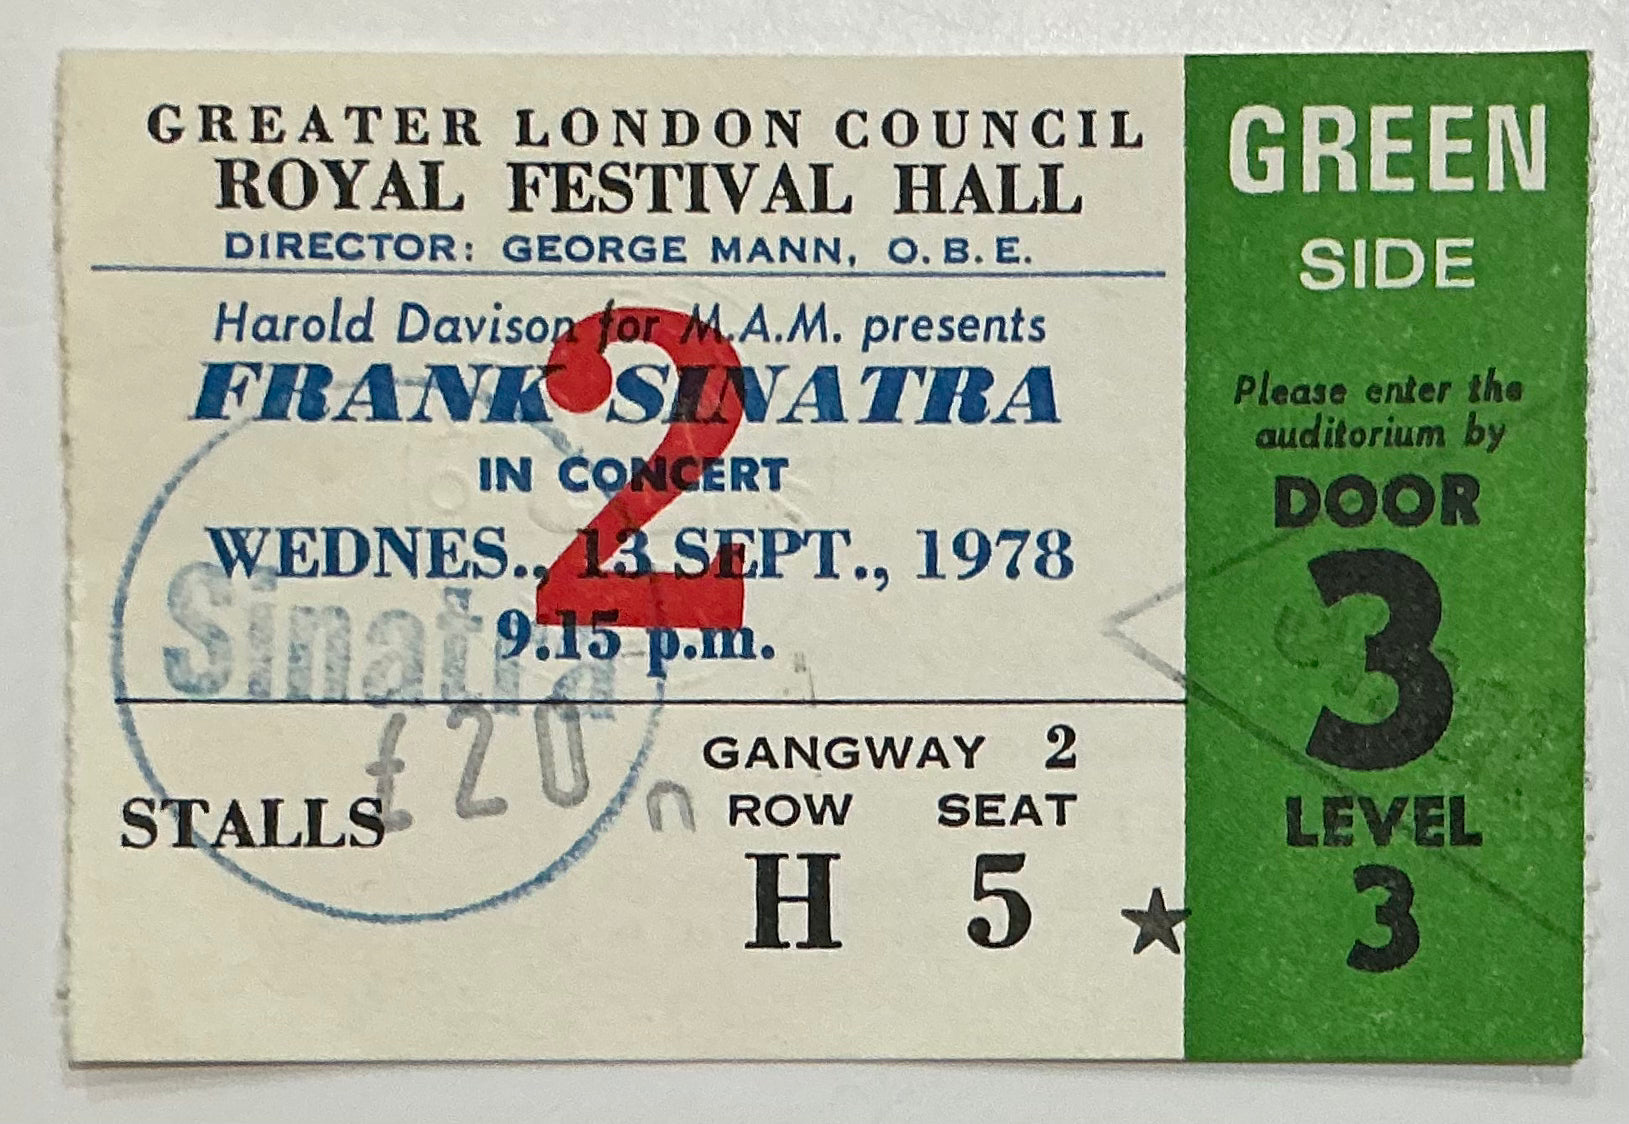 GREATER LONDON COUNCIL
ROYAL FESTIVAL HALL
DIRECTOR: GEORGE MANN, O.B.E.
Harold Davison for M.A.M. presents
FRANK SINATRA
IN CONCERT
WEDNES., 13 SEPT., 1978
9.15 p.m.
2
Sinatra
£20
GANGWAY 2
STALLS
ROW SEAT
H 5 ★
GREEN
SIDE
Please enter the
auditorium by
DOOR
3
LEVEL
3